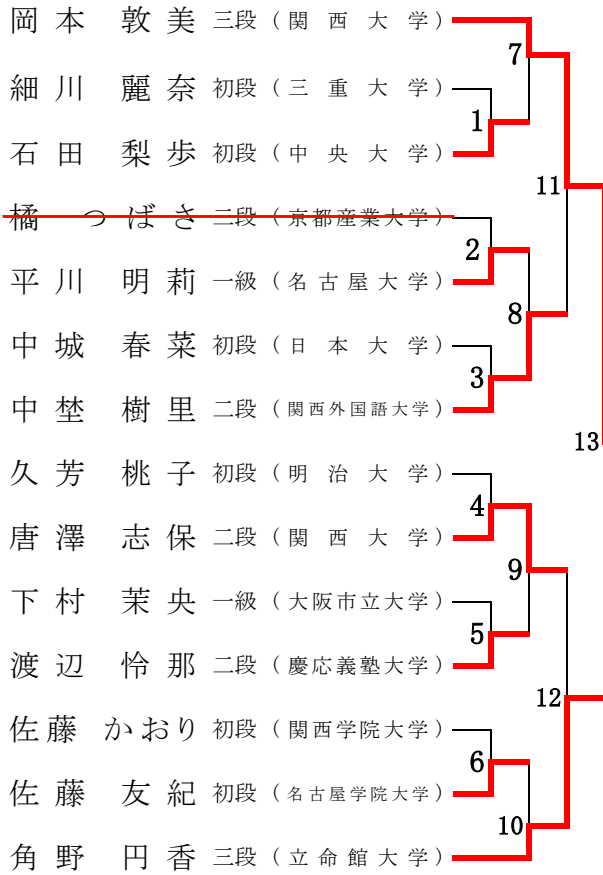 岡本 敦美 三段 (関西大学)
7
細川 麗奈 初段 (三重大学)
1
石田 梨歩 初段 (中央大学)
11
橘 つばさ 二段 (京都産業大学)
2
平川 明莉 一級 (名古屋大学)
8
中城 春菜 初段 (日本大学)
3
中埜 樹里 二段 (関西外国語大学)
13
久芳 桃子 初段 (明治大学)
4
唐澤 志保 二段 (関西大学)
9
下村 茉央 一級 (大阪市立大学)
5
渡辺 怜那 二段 (慶応義塾大学)
12
佐藤 かおり 初段 (関西学院大学)
6
佐藤 友紀 初段 (名古屋学院大学)
10
角野 円香 三段 (立命館大学)